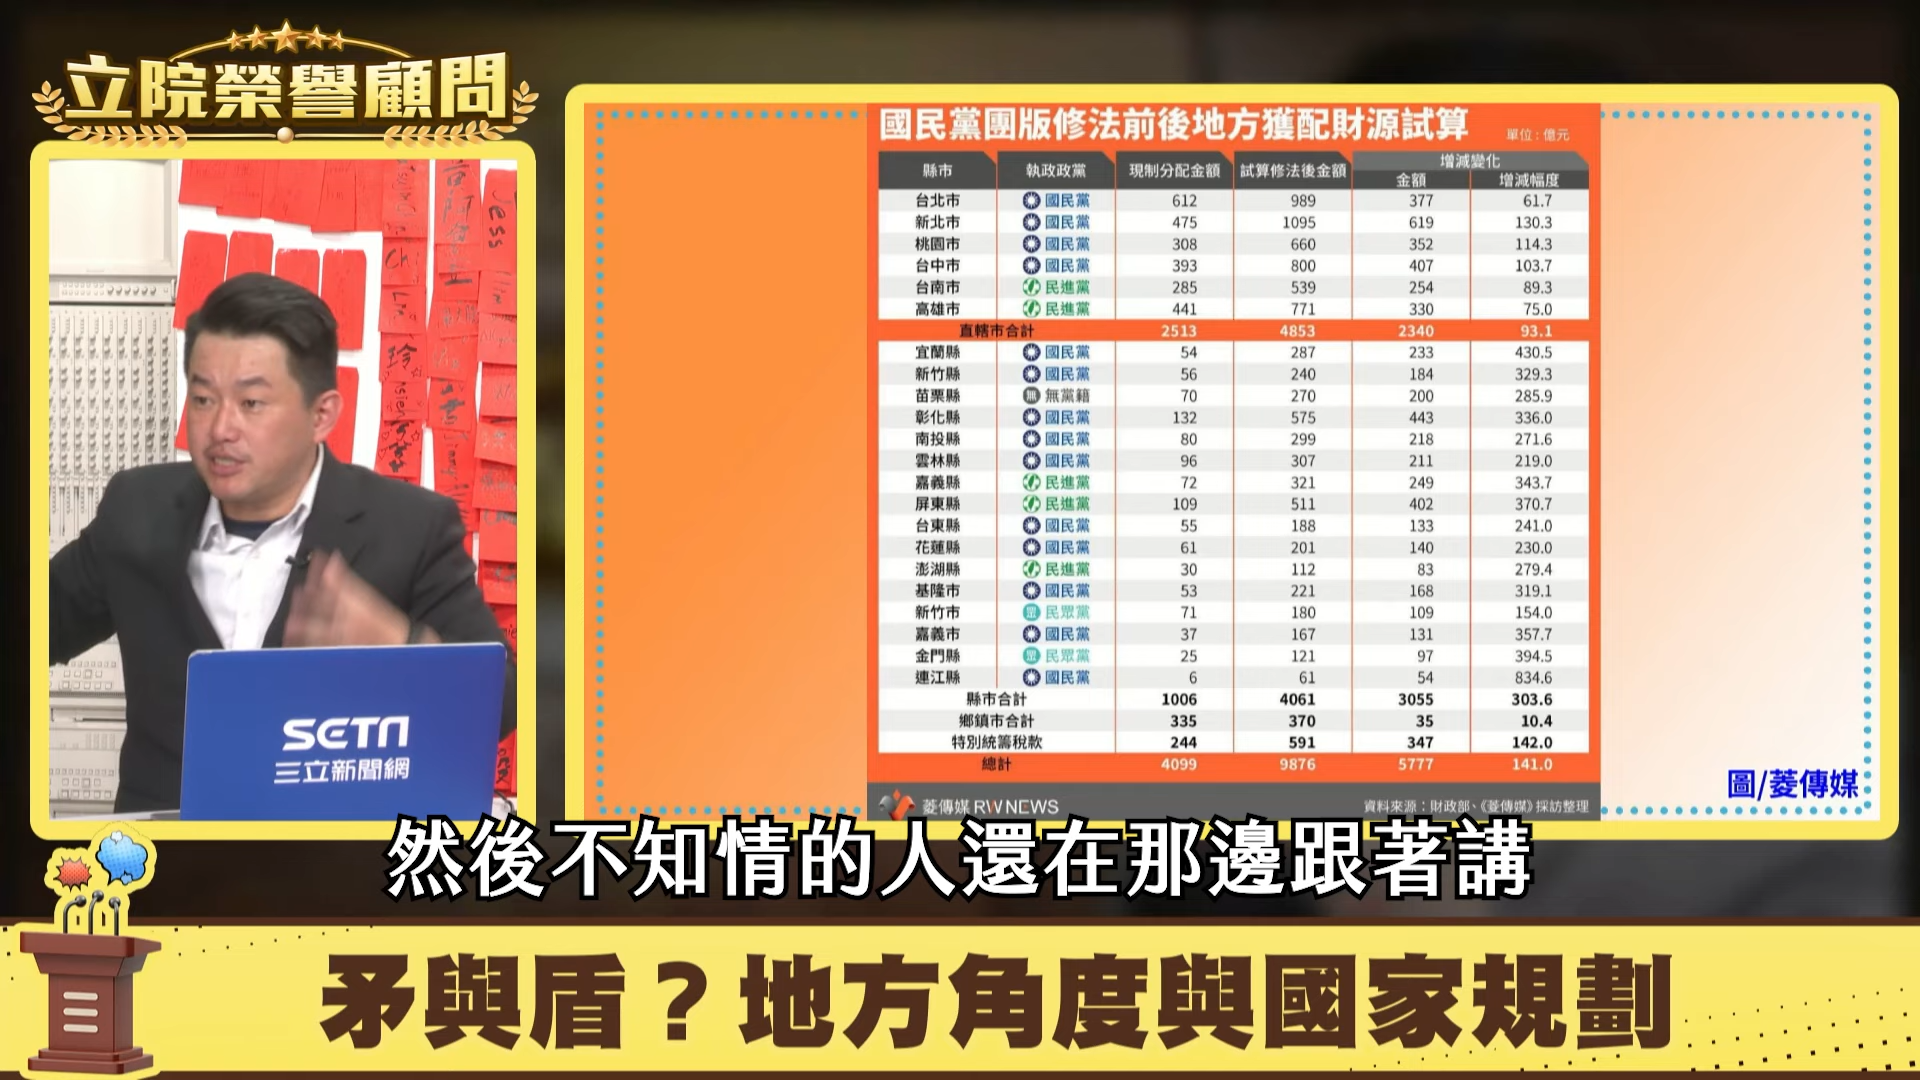 立院榮譽顧問
國民黨團版修法前後地方獲配財源試算
單位:億元
縣市 執政政黨 現制分配金額 試算修法後金額 增減變化
金額 增減幅度
台北市 國民黨 612 989 377 61.7
新北市 國民黨 475 1095 619 130.3
桃園市 國民黨 308 660 352 114.3
台中市 國民黨 393 800 407 103.7
台南市 民進黨 285 539 254 89.3
高雄市 民進黨 441 771 330 75.0
直轄市合計 2513 4853 2340 93.1
宜蘭縣 國民黨 54 287 233 430.5
新竹縣 國民黨 56 240 184 329.3
苗栗縣 無 無黨籍 70 270 200 285.9
彰化縣 國民黨 132 575 443 336.0
南投縣 國民黨 80 299 218 271.6
雲林縣 國民黨 96 307 211 219.0
嘉義縣 民進黨 72 321 249 343.7
屏東縣 民進黨 109 511 402 370.7
台東縣 國民黨 55 188 133 241.0
花蓮縣 國民黨 61 201 140 230.0
澎湖縣 民進黨 30 112 83 279.4
基隆市 國民黨 53 221 168 319.1
新竹市 民眾黨 71 180 109 154.0
嘉義市 國民黨 37 167 131 357.7
金門縣 民眾黨 25 121 97 394.5
連江縣 國民黨 6 61 54 834.6
縣市合計 1006 4061 3055 303.6
鄉鎮市合計 335 370 35 10.4
特別統籌稅款 244 591 347 142.0
總計 4099 9876 5777 141.0
菱傳媒 RW NEWS
資料來源:財政部、《菱傳媒》採訪整理
圖/菱傳媒
Jess
Chi
玲
SETN
三立新聞網
然後不知情的人還在那邊跟著講
矛與盾?地方角度與國家規劃